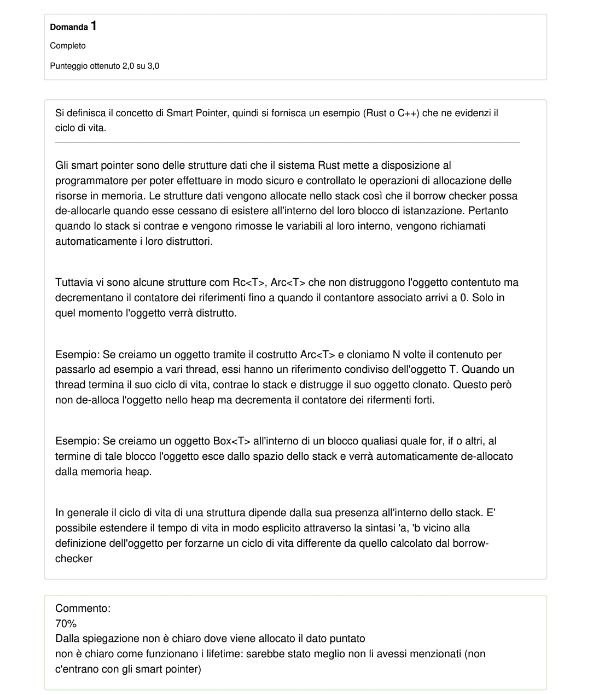 Domanda 1
Completo
Punteggio ottenuto 2,0 su 3,0
Si definisca il concetto di Smart Pointer, quindi si fornisca un esempio (Rust o C++) che ne evidenzi il
ciclo di vita.
Gli smart pointer sono delle strutture dati che il sistema Rust mette a disposizione al
programmatore per poter effettuare in modo sicuro e controllato le operazioni di allocazione delle
risorse in memoria. Le strutture dati vengono allocate nello stack così che il borrow checker possa
de-allocarle quando esse cessano di esistere all'interno del loro blocco di istanzazione. Pertanto
quando lo stack si contrae e vengono rimosse le variabili al loro interno, vengono richiamati
automaticamente i loro distruttori.
Tuttavia vi sono alcune strutture com Rc<T>, Arc<T> che non distruggono l'oggetto contentuto ma
decrementano il contatore dei riferimenti fino a quando il contantore associato arrivi a 0. Solo in
quel momento l'oggetto verrà distrutto.
Esempio: Se creiamo un oggetto tramite il costrutto Arc<T> e cloniamo N volte il contenuto per
passarlo ad esempio a vari thread, essi hanno un riferimento condiviso dell'oggetto T. Quando un
thread termina il suo ciclo di vita, contrae lo stack e distrugge il suo oggetto clonato. Questo però
non de-alloca l'oggetto nello heap ma decrementa il contatore dei rifermenti forti.
Esempio: Se creiamo un oggetto Box<T> all'interno di un blocco qualiasi quale for, if o altri, al
termine di tale blocco l'oggetto esce dallo spazio dello stack e verrà automaticamente de-allocato
dalla memoria heap.
In generale il ciclo di vita di una struttura dipende dalla sua presenza all'interno dello stack. E'
possibile estendere il tempo di vita in modo esplicito attraverso la sintasi 'a, 'b vicino alla
definizione dell'oggetto per forzarne un ciclo di vita differente da quello calcolato dal borrow-
checker
Commento:
70%
Dalla spiegazione non è chiaro dove viene allocato il dato puntato
non è chiaro come funzionano i lifetime: sarebbe stato meglio non li avessi menzionati (non
c'entrano con gli smart pointer)